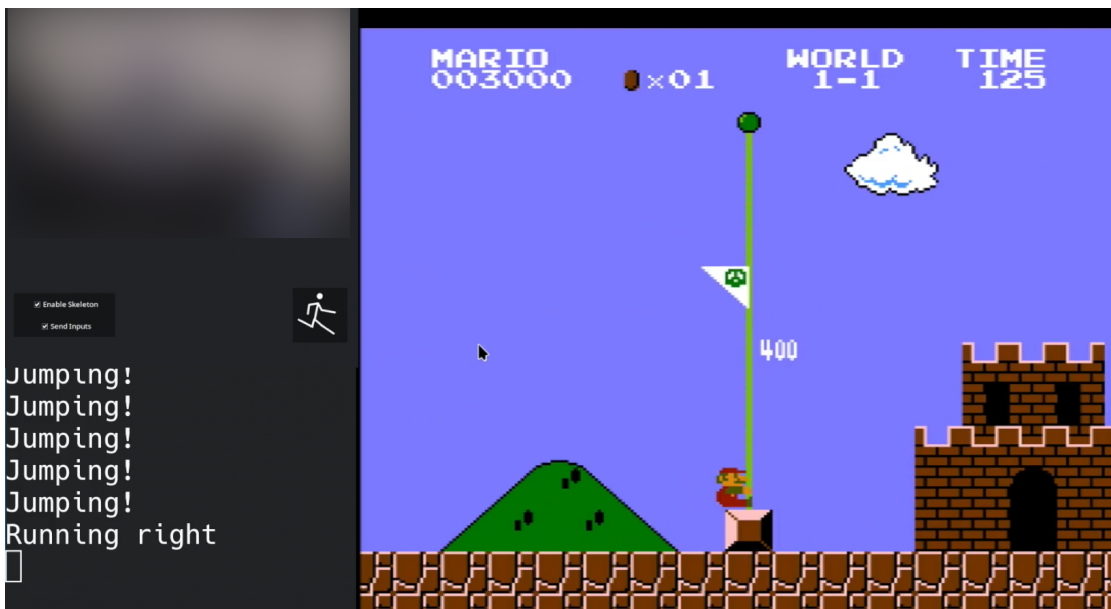 MARIO WORLD TIME
003000 ×01 1-1 125
400
Enable Skeleton
Send Inputs
Jumping!
Jumping!
Jumping!
Jumping!
Jumping!
Running right